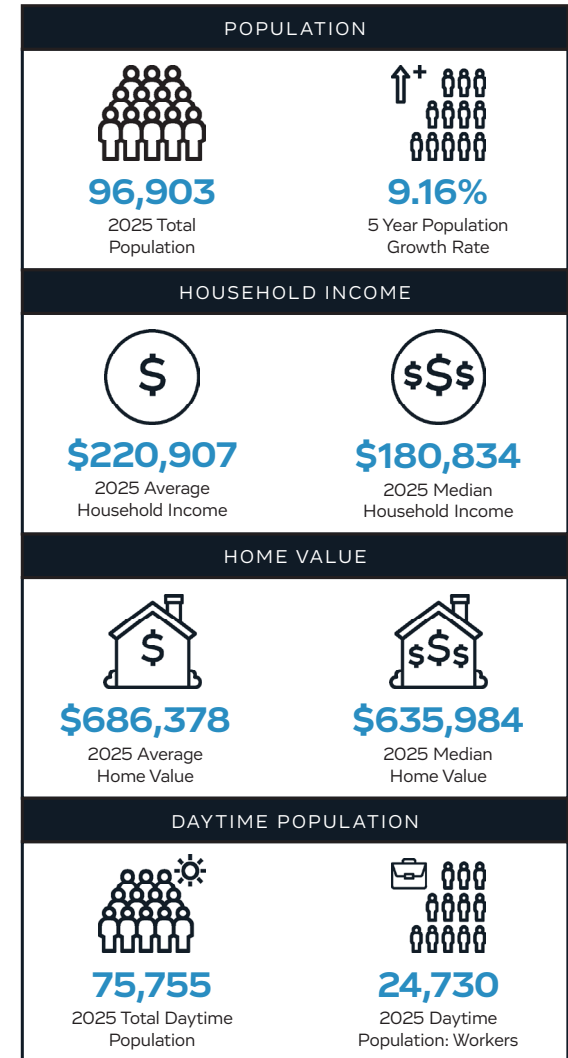 POPULATION
96,903
2025 Total
Population
9.16%
5 Year Population
Growth Rate
HOUSEHOLD INCOME
$
$220,907
2025 Average
Household Income
$$$
$180,834
2025 Median
Household Income
HOME VALUE
$
$686,378
2025 Average
Home Value
$$$
$635,984
2025 Median
Home Value
DAYTIME POPULATION
75,755
2025 Total Daytime
Population
24,730
2025 Daytime
Population: Workers